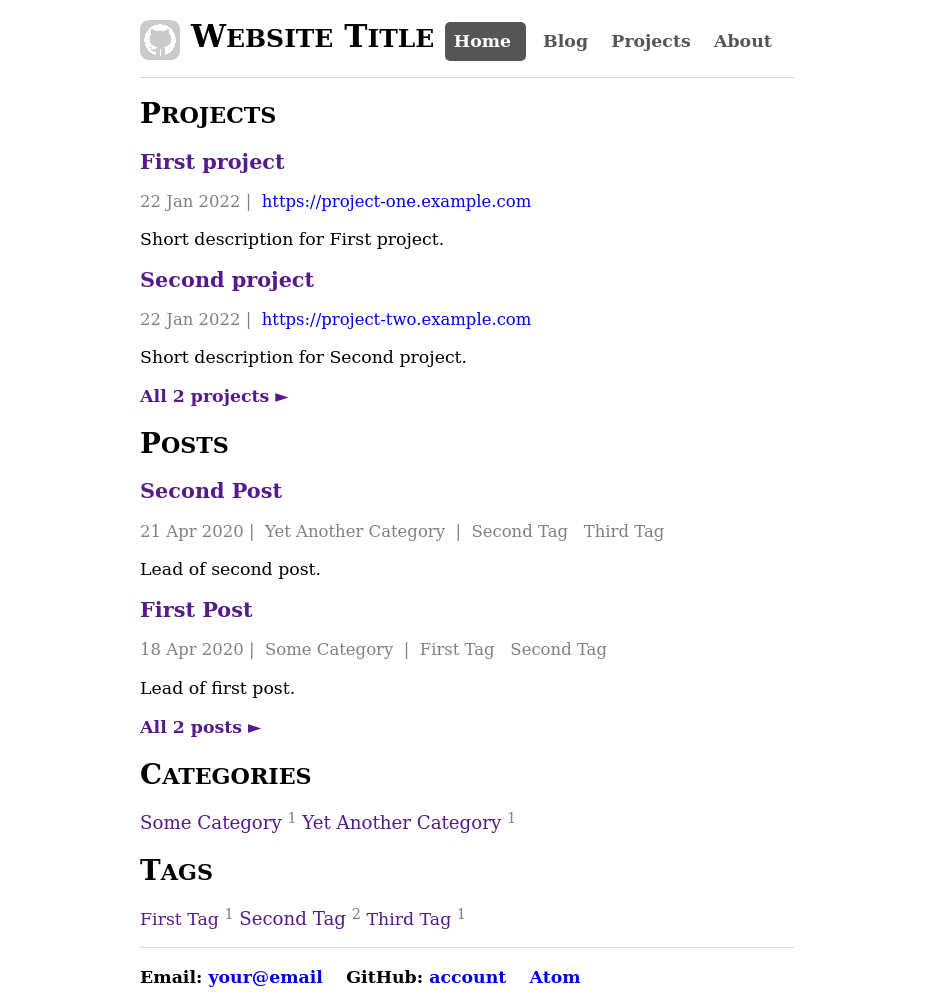 Website Title Home Blog Projects About
Projects
First project
22 Jan 2022 | https://project-one.example.com
Short description for First project.
Second project
22 Jan 2022 | https://project-two.example.com
Short description for Second project.
All 2 projects ►
Posts
Second Post
21 Apr 2020 | Yet Another Category | Second Tag Third Tag
Lead of second post.
First Post
18 Apr 2020 | Some Category | First Tag Second Tag
Lead of first post.
All 2 posts ►
Categories
Some Category 1 Yet Another Category 1
Tags
First Tag 1 Second Tag 2 Third Tag 1
Email: your@email GitHub: account Atom